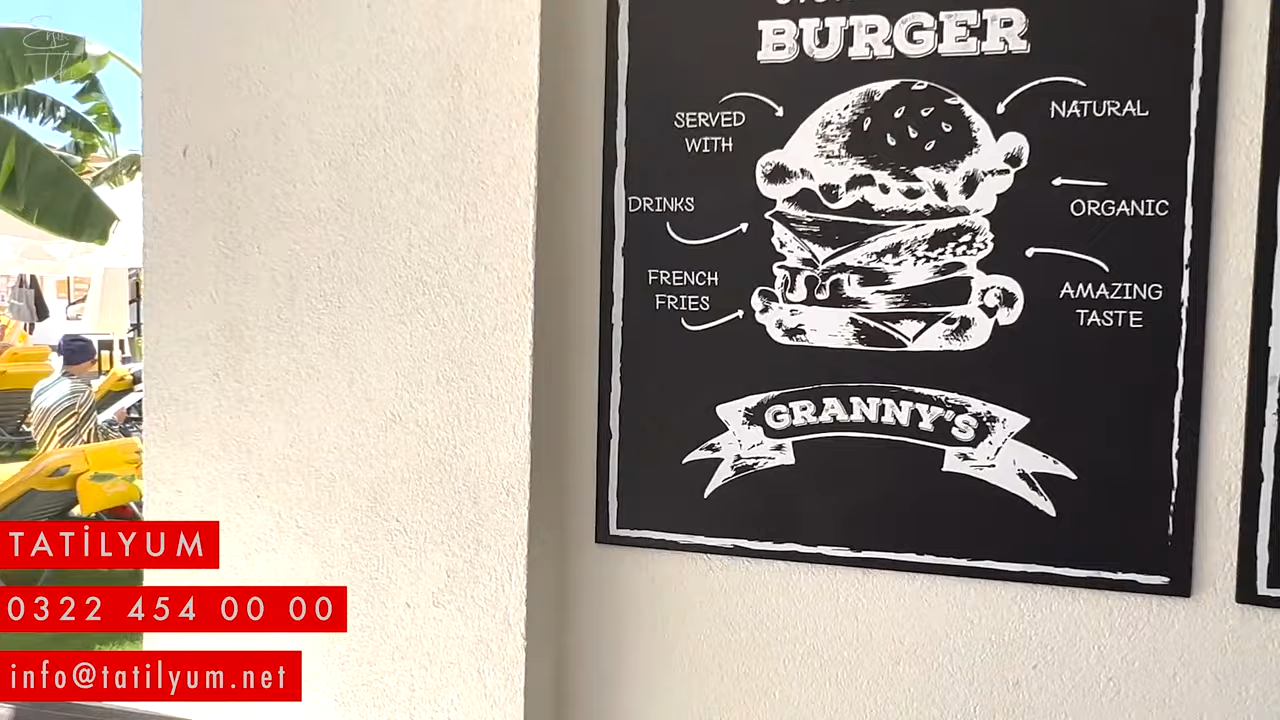 BURGER
SERVED
WITH
NATURAL
DRINKS
ORGANIC
FRENCH
FRIES
AMAZING
TASTE
GRANNY'S
TATİLYUM
0322 454 00 00
info@tatilyum.net